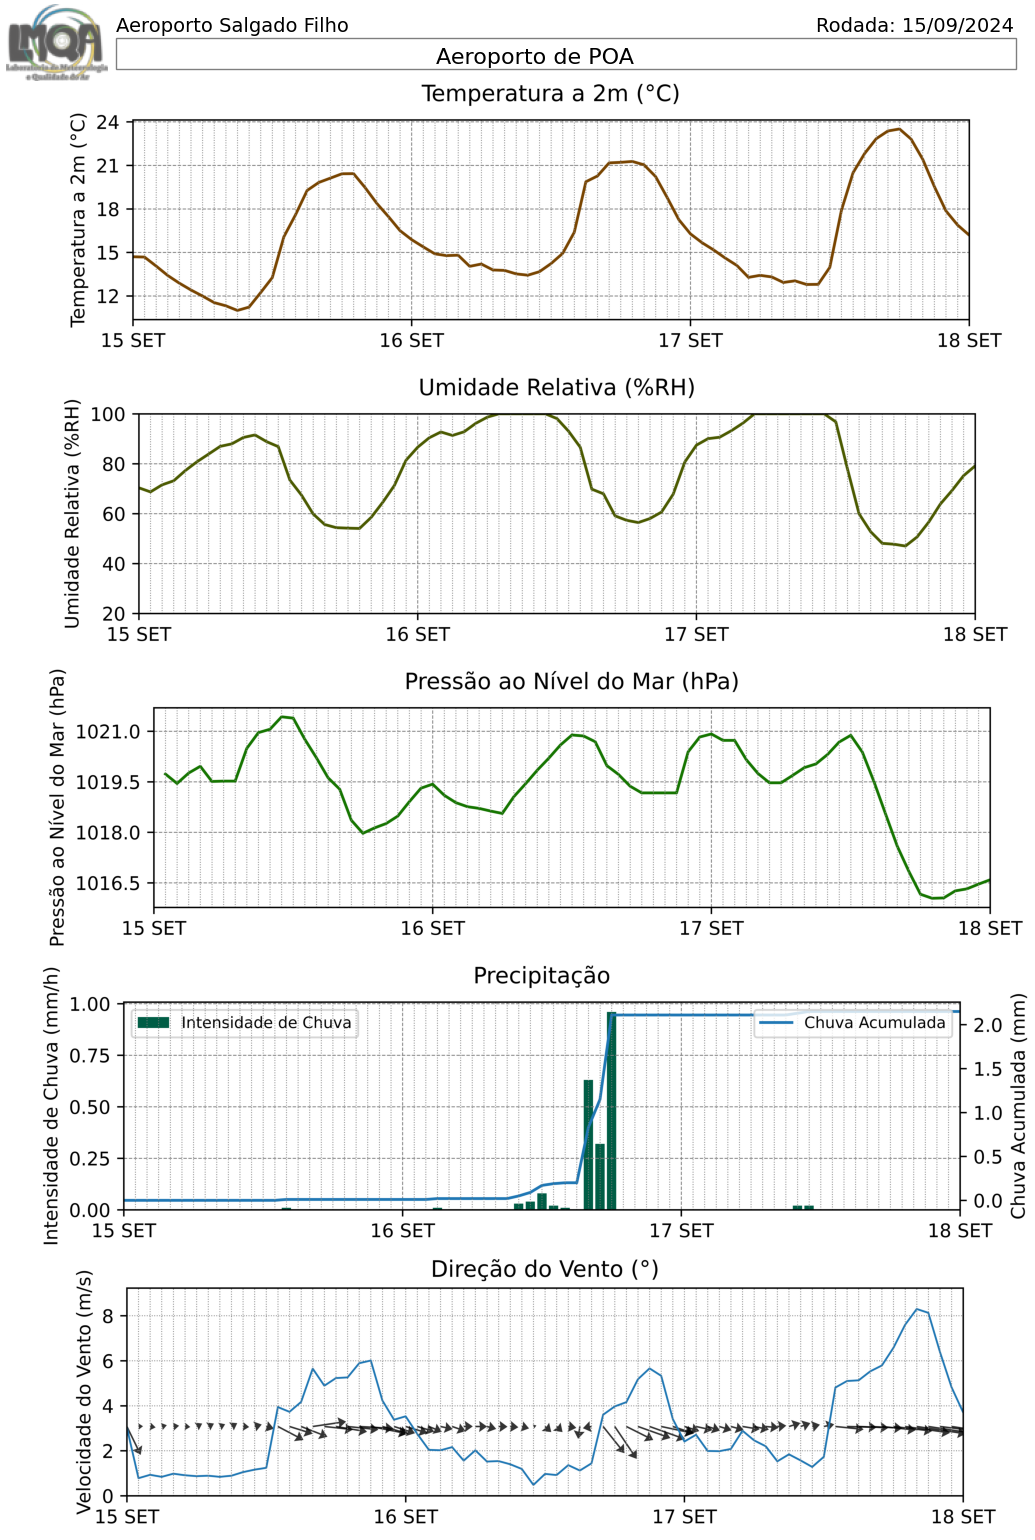 LMQA
Laboratório de Meteorologia
e Qualidade do Ar
Aeroporto Salgado Filho
Rodada: 15/09/2024
Aeroporto de POA
Temperatura a 2m (°C)
Temperatura a 2m (°C)
24
21
18
15
12
15 SET
16 SET
17 SET
18 SET
Umidade Relativa (%RH)
Umidade Relativa (%RH)
100
80
60
40
20
15 SET
16 SET
17 SET
18 SET
Pressão ao Nível do Mar (hPa)
Pressão ao Nível do Mar (hPa)
1021.0
1019.5
1018.0
1016.5
15 SET
16 SET
17 SET
18 SET
Precipitação
Intensidade de Chuva (mm/h)
1.00
0.75
0.50
0.25
0.00
Intensidade de Chuva
Chuva Acumulada
2.0
1.5
1.0
0.5
0.0
Chuva Acumulada (mm)
15 SET
16 SET
17 SET
18 SET
Direção do Vento (°)
Velocidade do Vento (m/s)
8
6
4
2
0
15 SET
16 SET
17 SET
18 SET